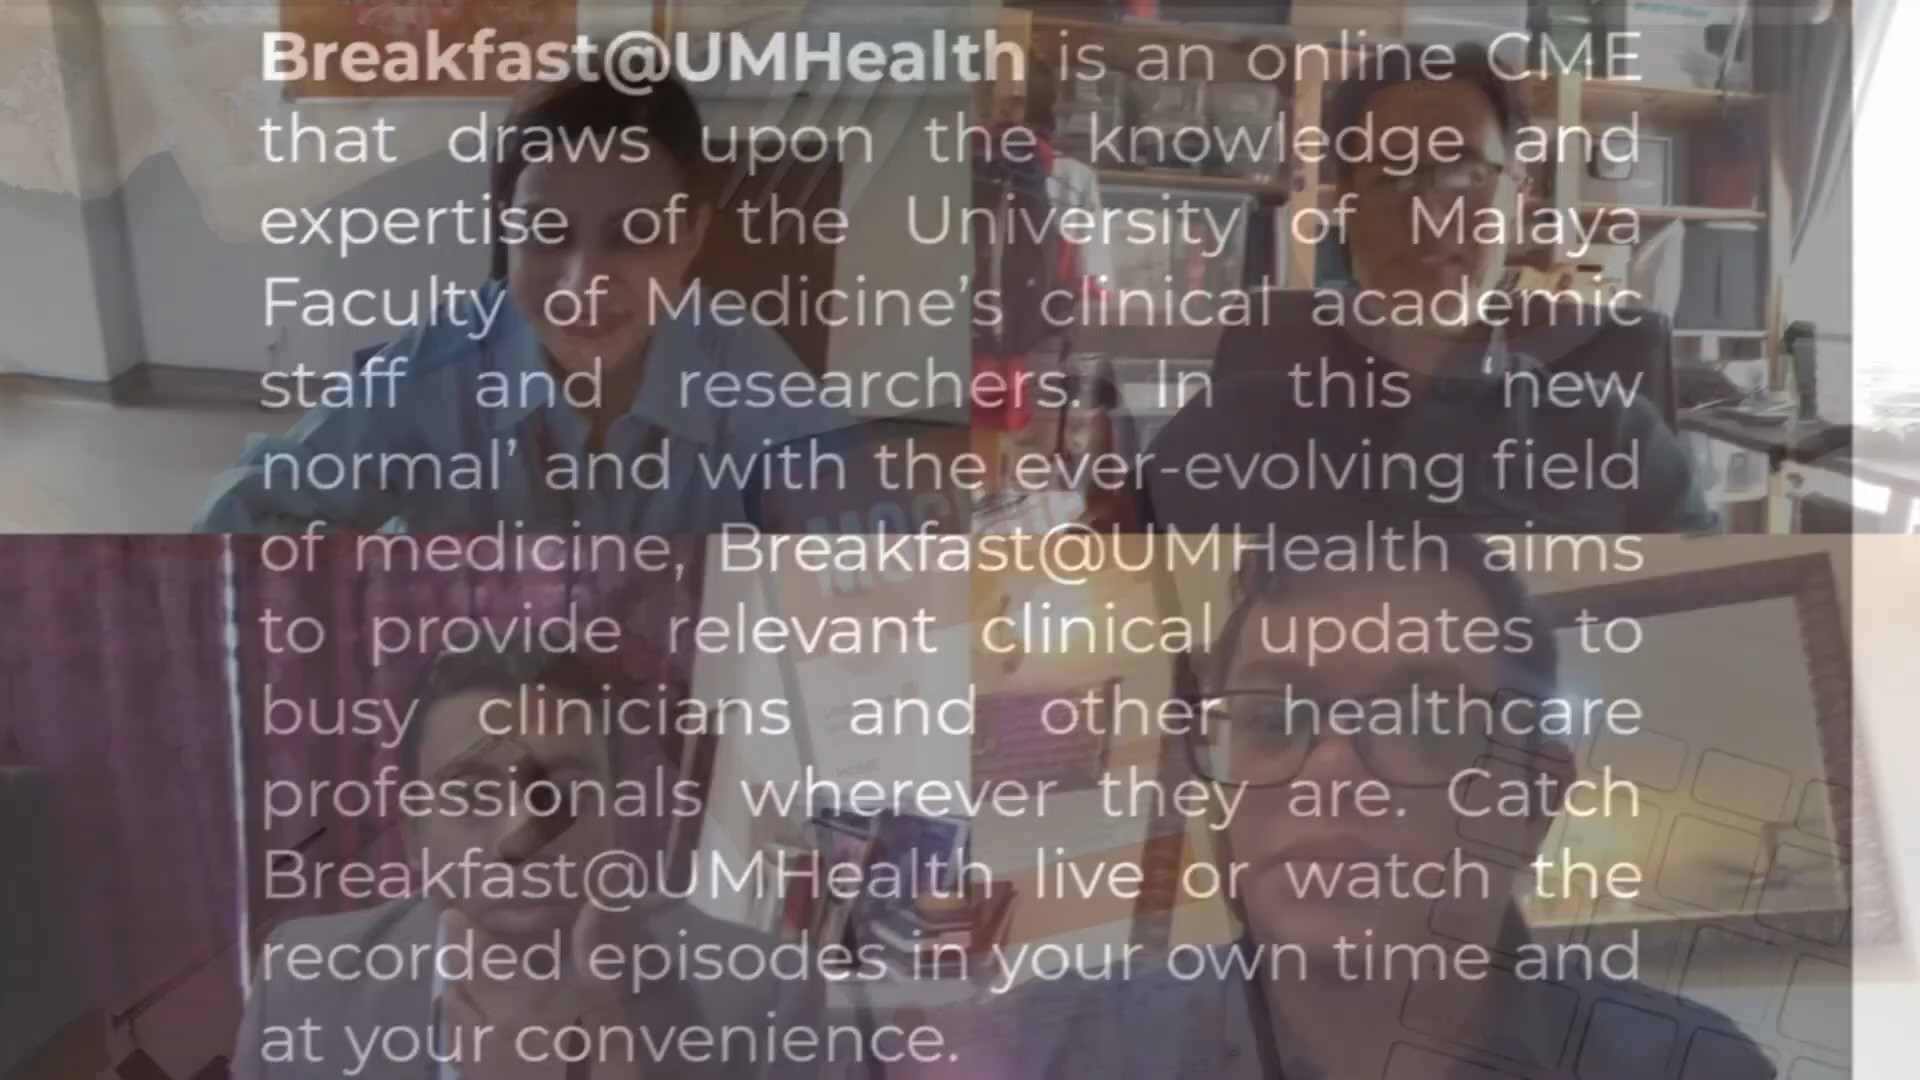 Breakfast@UMHealth is an online CME
that draws upon the knowledge and
expertise of the University of Malaya
Faculty of Medicine’s clinical academic
staff and researchers. In this ‘new
normal’ and with the ever-evolving field
of medicine, Breakfast@UMHealth aims
to provide relevant clinical updates to
busy clinicians and other healthcare
professionals wherever they are. Catch
Breakfast@UMHealth live or watch the
recorded episodes in your own time and
at your convenience.
HOME